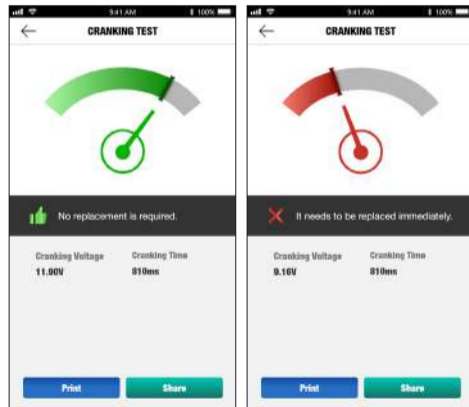 9:41 AM 100%
CRANKING TEST
No replacement is required.
Cranking Voltage Cranking Time
11.90V 810ms
Print Share
9:41 AM 100%
CRANKING TEST
It needs to be replaced immediately.
Cranking Voltage Cranking Time
9.16V 810ms
Print Share